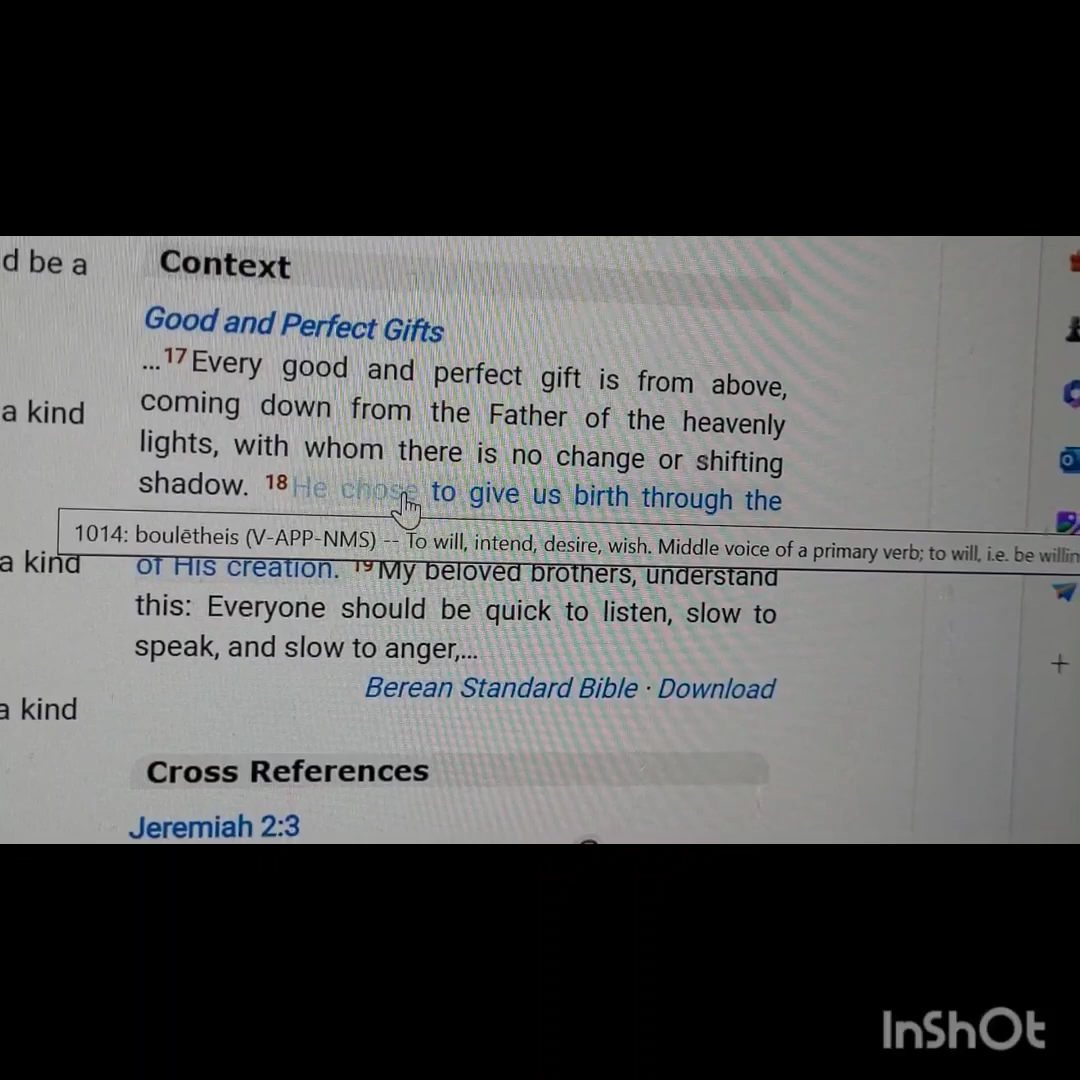 d be a
Context
Good and Perfect Gifts
...17 Every good and perfect gift is from above,
coming down from the Father of the heavenly
a kind
lights, with whom there is no change or shifting
shadow. 18 He chose to give us birth through the
1014: boulētheis (V-APP-NMS) -- To will, intend, desire, wish. Middle voice of a primary verb; to will, i.e. be willin
a kind
of His creation. 19 My beloved brothers, understand
this: Everyone should be quick to listen, slow to
speak, and slow to anger,...
Berean Standard Bible · Download
a kind
Cross References
Jeremiah 2:3
InShOt